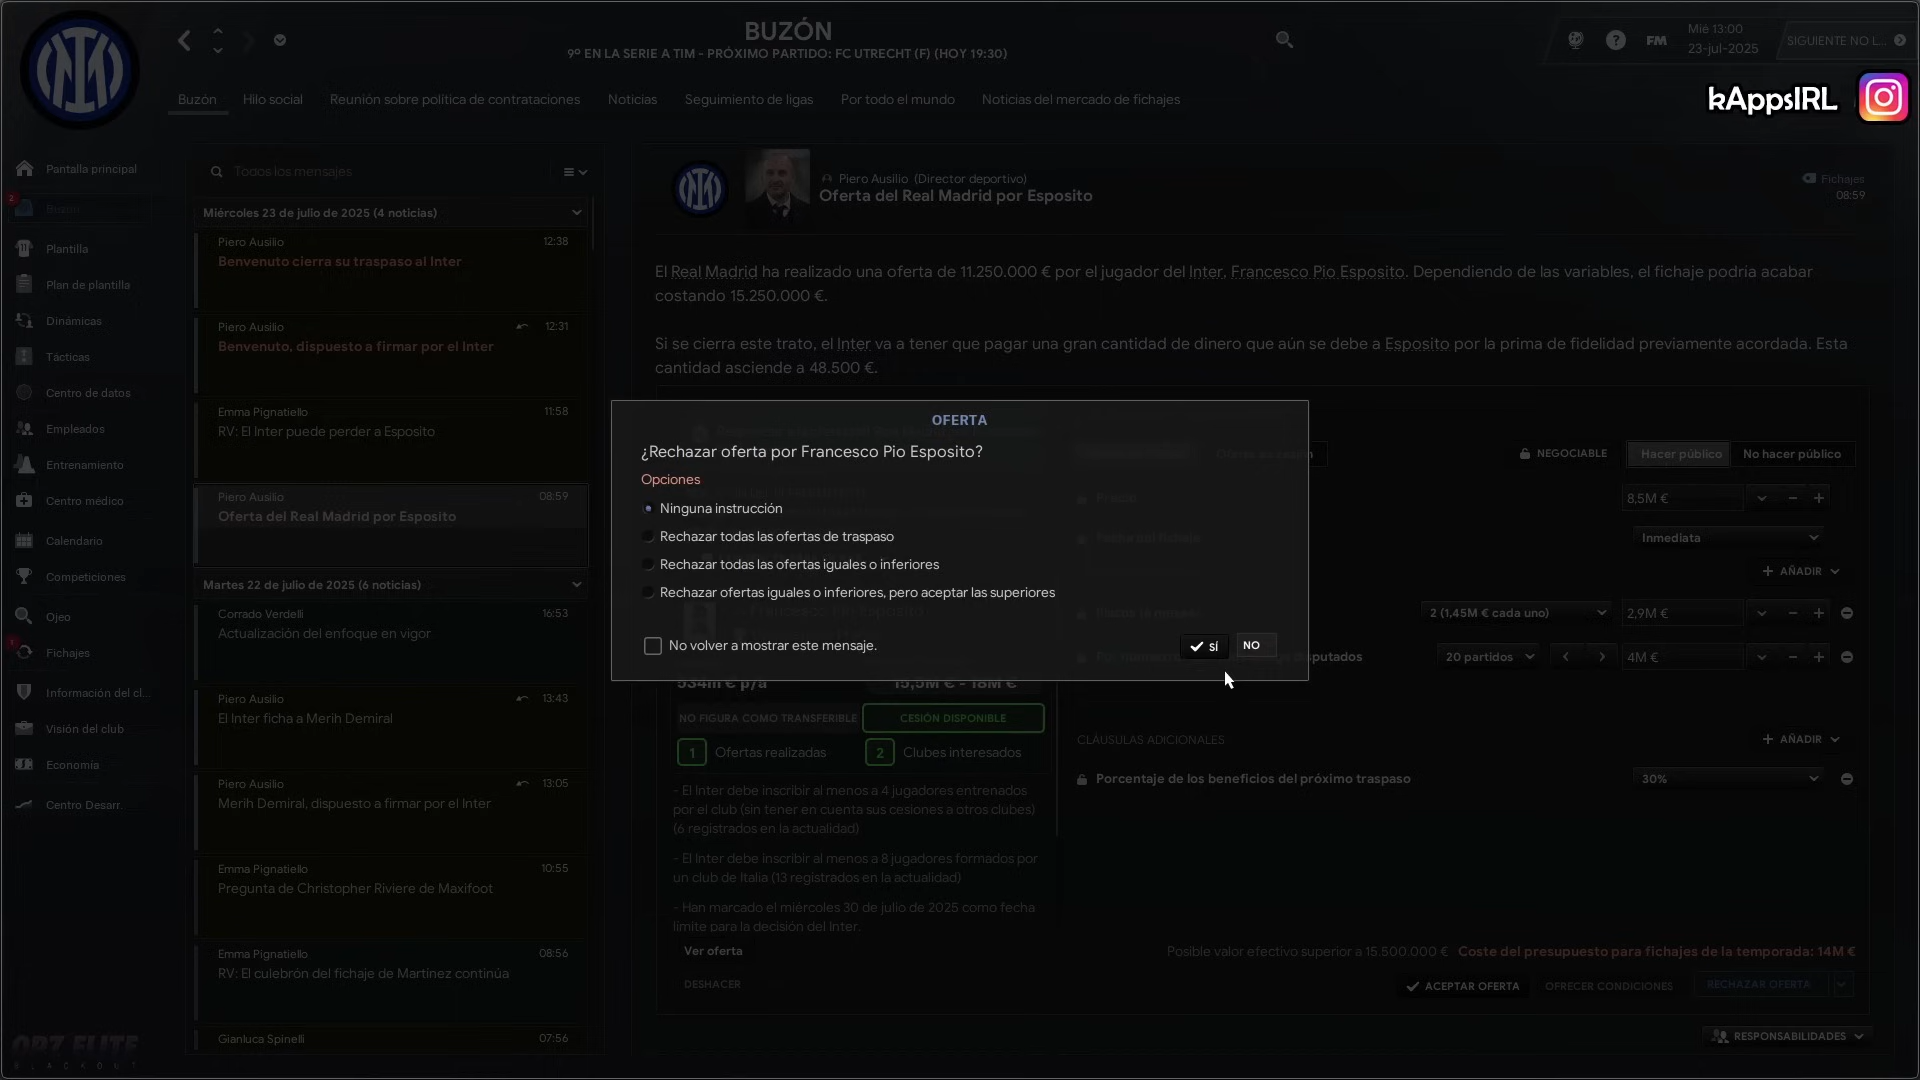 BUZÓN
9º EN LA SERIE A TIM - PRÓXIMO PARTIDO: FC UTRECHT (F) (HOY 19:30)
FM
Mié 13:00
23-jul-2025
SIGUIENTE NO L...
Buzón
Hilo social
Reunión sobre política de contrataciones
Noticias
Seguimiento de ligas
Por todo el mundo
Noticias del mercado de fichajes
kAppsIRL
Pantalla principal
2
Buzón
Plantilla
Plan de plantilla
Dinámicas
Tácticas
Centro de datos
Empleados
Entrenamiento
Centro médico
Calendario
Competiciones
Ojeo
1
Fichajes
Información del cl...
Visión del club
Economía
Centro Desarr.
OPZ ELITE
BLACKOUT
Todos los mensajes
Miércoles 23 de julio de 2025 (4 noticias)
Piero Ausilio 12:38
Benvenuto cierra su traspaso al Inter
Piero Ausilio 12:31
Benvenuto, dispuesto a firmar por el Inter
Emma Pignatiello 11:58
RV: El Inter puede perder a Esposito
Piero Ausilio 08:59
Oferta del Real Madrid por Esposito
Martes 22 de julio de 2025 (6 noticias)
Corrado Verdelli 16:53
Actualización del enfoque en vigor
Piero Ausilio 13:43
El Inter ficha a Merih Demiral
Piero Ausilio 13:05
Merih Demiral, dispuesto a firmar por el Inter
Emma Pignatiello 10:55
Pregunta de Christopher Riviere de Maxifoot
Emma Pignatiello 08:56
RV: El culebrón del fichaje de Martínez continúa
Gianluca Spinelli 07:56
Piero Ausilio (Director deportivo)
Oferta del Real Madrid por Esposito
Fichajes
08:59
El Real Madrid ha realizado una oferta de 11.250.000 € por el jugador del Inter, Francesco Pio Esposito. Dependiendo de las variables, el fichaje podría acabar
costando 15.250.000 €.
Si se cierra este trato, el Inter va a tener que pagar una gran cantidad de dinero que aún se debe a Esposito por la prima de fidelidad previamente acordada. Esta
cantidad asciende a 48.500 €.
OFERTA
¿Rechazar oferta por Francesco Pio Esposito?
Opciones
Ninguna instrucción
Rechazar todas las ofertas de traspaso
Rechazar todas las ofertas iguales o inferiores
Rechazar ofertas iguales o inferiores, pero aceptar las superiores
No volver a mostrar este mensaje.
SÍ
NO
NEGOCIABLE
Hacer público
No hacer público
8,5M €
Inmediata
AÑADIR
2 (1,45M € cada uno)
2,9M €
disputados
20 partidos
4M €
534m € p/a
15,5M € - 18M €
NO FIGURA COMO TRANSFERIBLE
CESIÓN DISPONIBLE
1 Ofertas realizadas
2 Clubes interesados
CLÁUSULAS ADICIONALES
AÑADIR
Porcentaje de los beneficios del próximo traspaso
30%
- El Inter debe inscribir al menos a 4 jugadores entrenados
por el club (sin tener en cuenta sus cesiones a otros clubes)
(6 registrados en la actualidad)
- El Inter debe inscribir al menos a 8 jugadores formados por
un club de Italia (13 registrados en la actualidad)
- Han marcado el miércoles 30 de julio de 2025 como fecha
límite para la decisión del Inter.
Ver oferta
DESHACER
Posible valor efectivo superior a 15.500.000 €
Coste del presupuesto para fichajes de la temporada: 14M €
ACEPTAR OFERTA
OFRECER CONDICIONES
RECHAZAR OFERTA
RESPONSABILIDADES